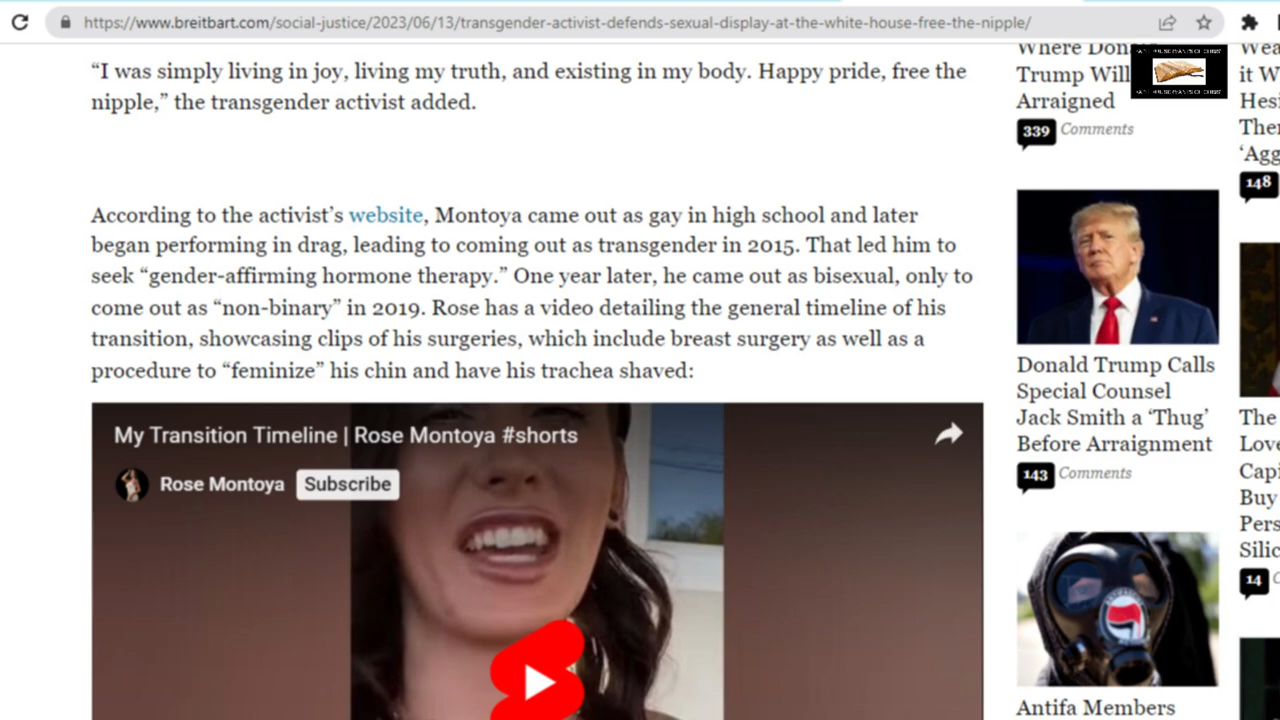 https://www.breitbart.com/social-justice/2023/06/13/transgender-activist-defends-sexual-display-at-the-white-house-free-the-nipple/
“I was simply living in joy, living my truth, and existing in my body. Happy pride, free the
nipple,” the transgender activist added.
According to the activist’s website, Montoya came out as gay in high school and later
began performing in drag, leading to coming out as transgender in 2015. That led him to
seek “gender-affirming hormone therapy.” One year later, he came out as bisexual, only to
come out as “non-binary” in 2019. Rose has a video detailing the general timeline of his
transition, showcasing clips of his surgeries, which include breast surgery as well as a
procedure to “feminize” his chin and have his trachea shaved:
My Transition Timeline | Rose Montoya #shorts
Rose Montoya Subscribe
Where
Trump Will
Arraigned
339 Comments
Donald Trump Calls
Special Counsel
Jack Smith a ‘Thug’
Before Arraignment
143 Comments
Antifa Members
it
148
The
Buy
14